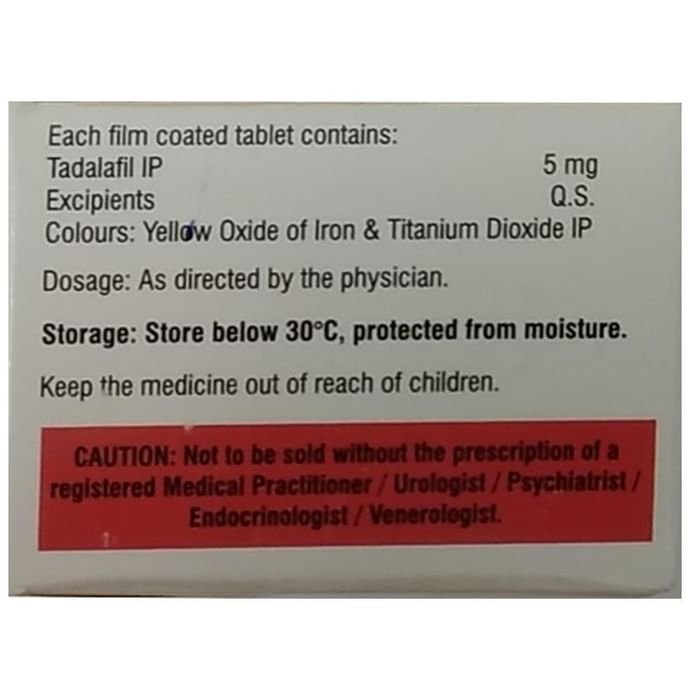 Each film coated tablet contains:
Tadalafil IP 5 mg
Excipients Q.S.
Colours: Yellow Oxide of Iron & Titanium Dioxide IP
Dosage: As directed by the physician.
Storage: Store below 30°C, protected from moisture.
Keep the medicine out of reach of children.
CAUTION: Not to be sold without the prescription of a
registered Medical Practitioner / Urologist / Psychiatrist /
Endocrinologist / Venerologist.